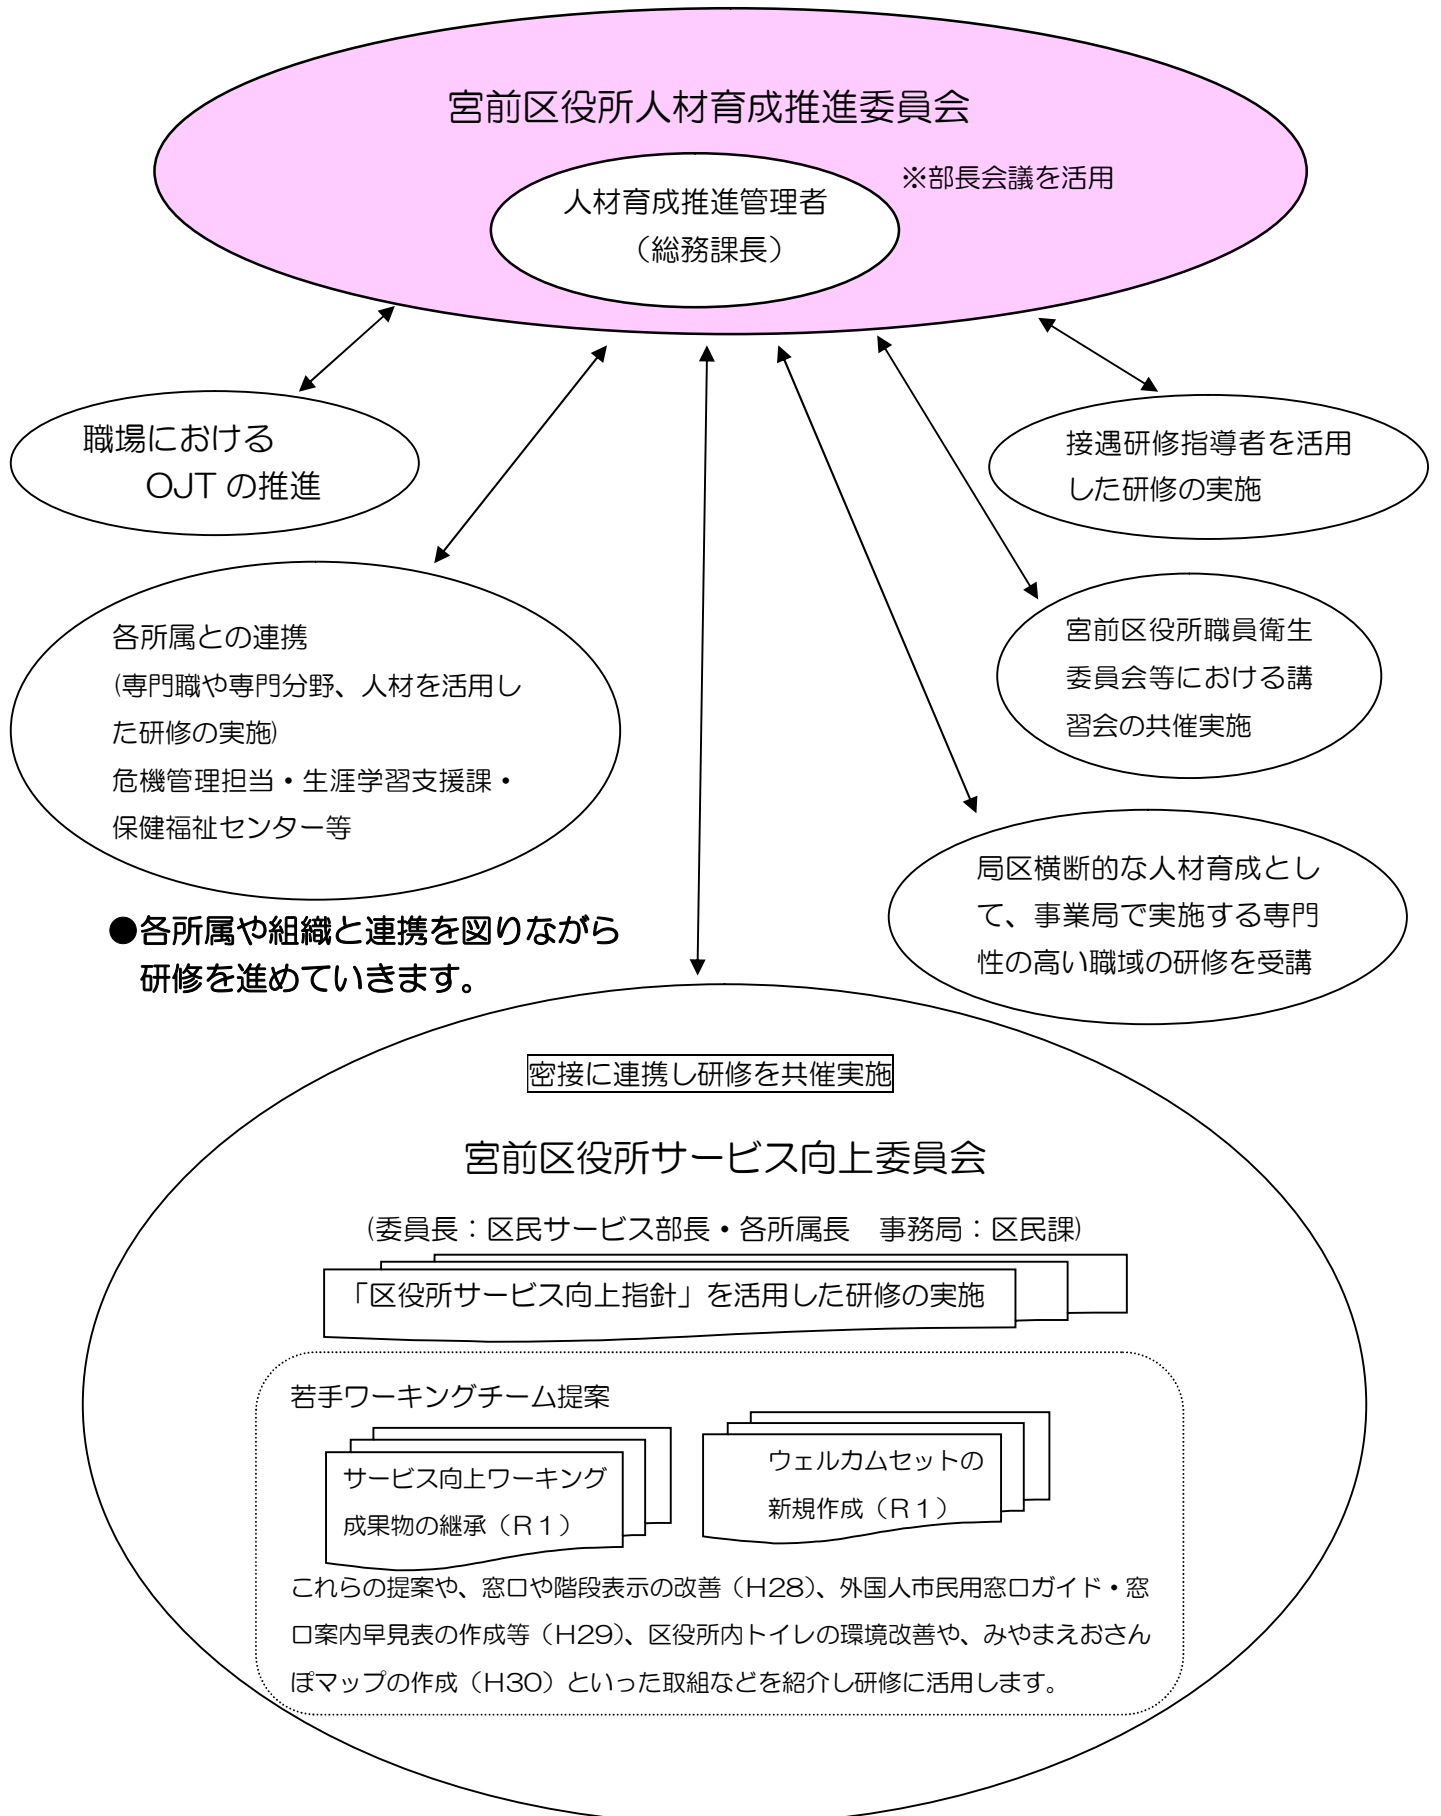 宮前区役所人材育成推進委員会
※部長会議を活用
人材育成推進管理者
（総務課長）
職場における
OJTの推進
接遇研修指導者を活用
した研修の実施
各所属との連携
(専門職や専門分野、人材を活用し
た研修の実施)
危機管理担当・生涯学習支援課・
保健福祉センター等
宮前区役所職員衛生
委員会等における講
習会の共催実施
局区横断的な人材育成とし
て、事業局で実施する専門
性の高い職域の研修を受講
●各所属や組織と連携を図りながら
研修を進めていきます。
密接に連携し研修を共催実施
宮前区役所サービス向上委員会
(委員長：区民サービス部長・各所属長　事務局：区民課)
「区役所サービス向上指針」を活用した研修の実施
若手ワーキングチーム提案
サービス向上ワーキング
成果物の継承（R１）
ウェルカムセットの
新規作成（R１）
これらの提案や、窓口や階段表示の改善（H28）、外国人市民用窓口ガイド・窓
口案内早見表の作成等（H29）、区役所内トイレの環境改善や、みやまえおさん
ぽマップの作成（H30）といった取組などを紹介し研修に活用します。